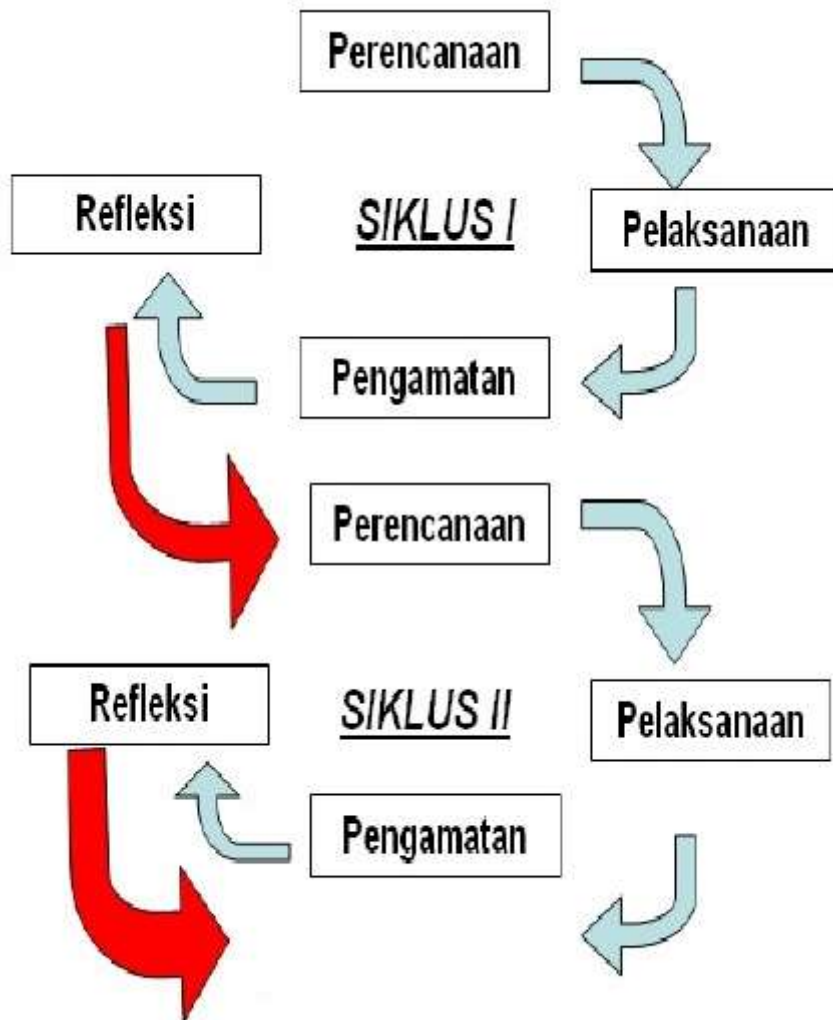 Perencanaan
Refleksi
SIKLUS I
Pelaksanaan
Pengamatan
Perencanaan
Refleksi
SIKLUS II
Pelaksanaan
Pengamatan